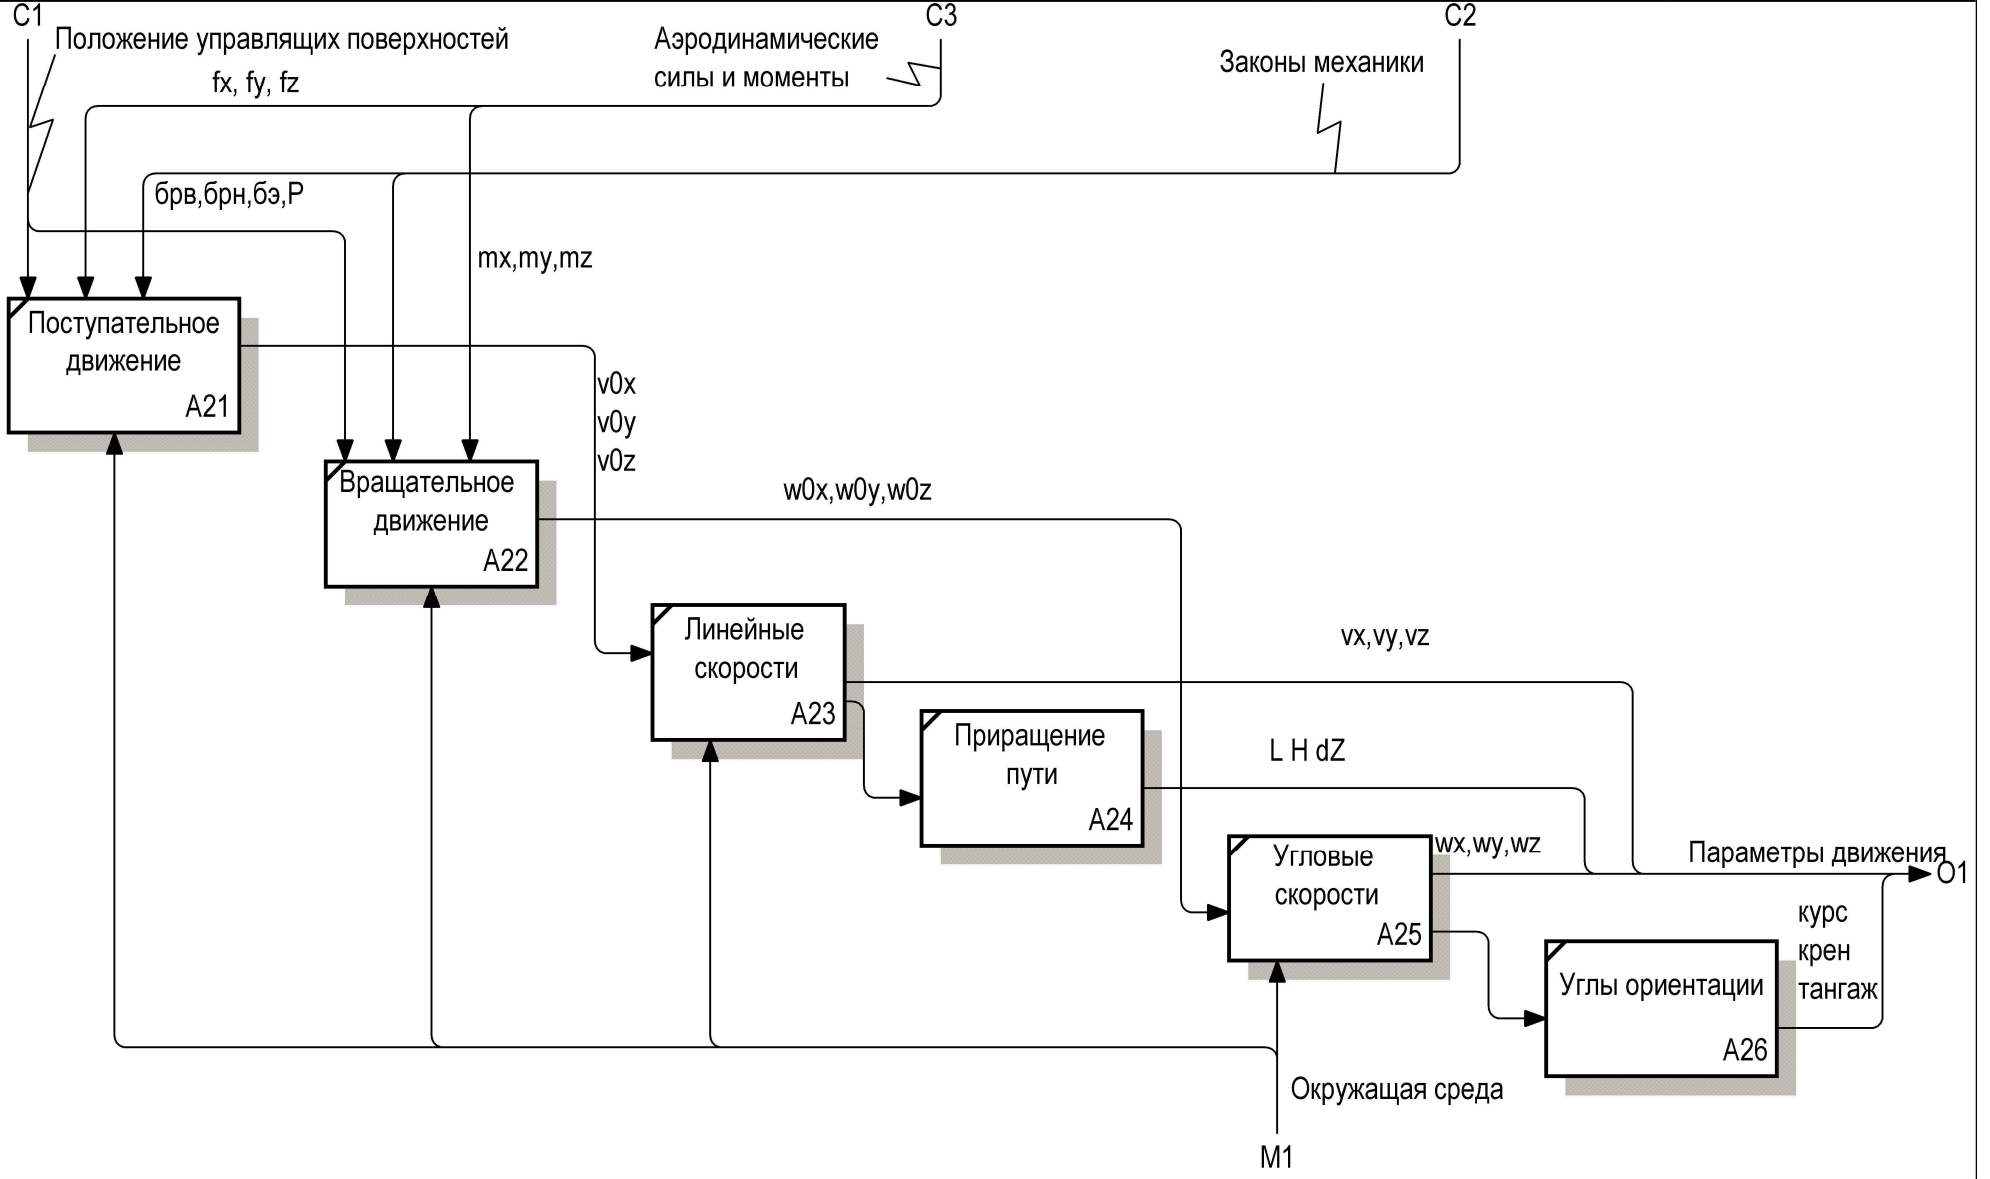 C1
C3
C2
Положение управлящих поверхностей
fx, fy, fz
Аэродинамические
силы и моменты
Законы механики
брв,брн,бэ,P
mx,my,mz
Поступательное
движение
A21
v0x
v0y
v0z
Вращательное
движение
A22
w0x,w0y,w0z
Линейные
скорости
A23
vx,vy,vz
Приращение
пути
A24
L H dZ
Угловые
скорости
A25
wx,wy,wz
Параметры движения
O1
курс
крен
тангаж
Углы ориентации
A26
Окружащая среда
M1